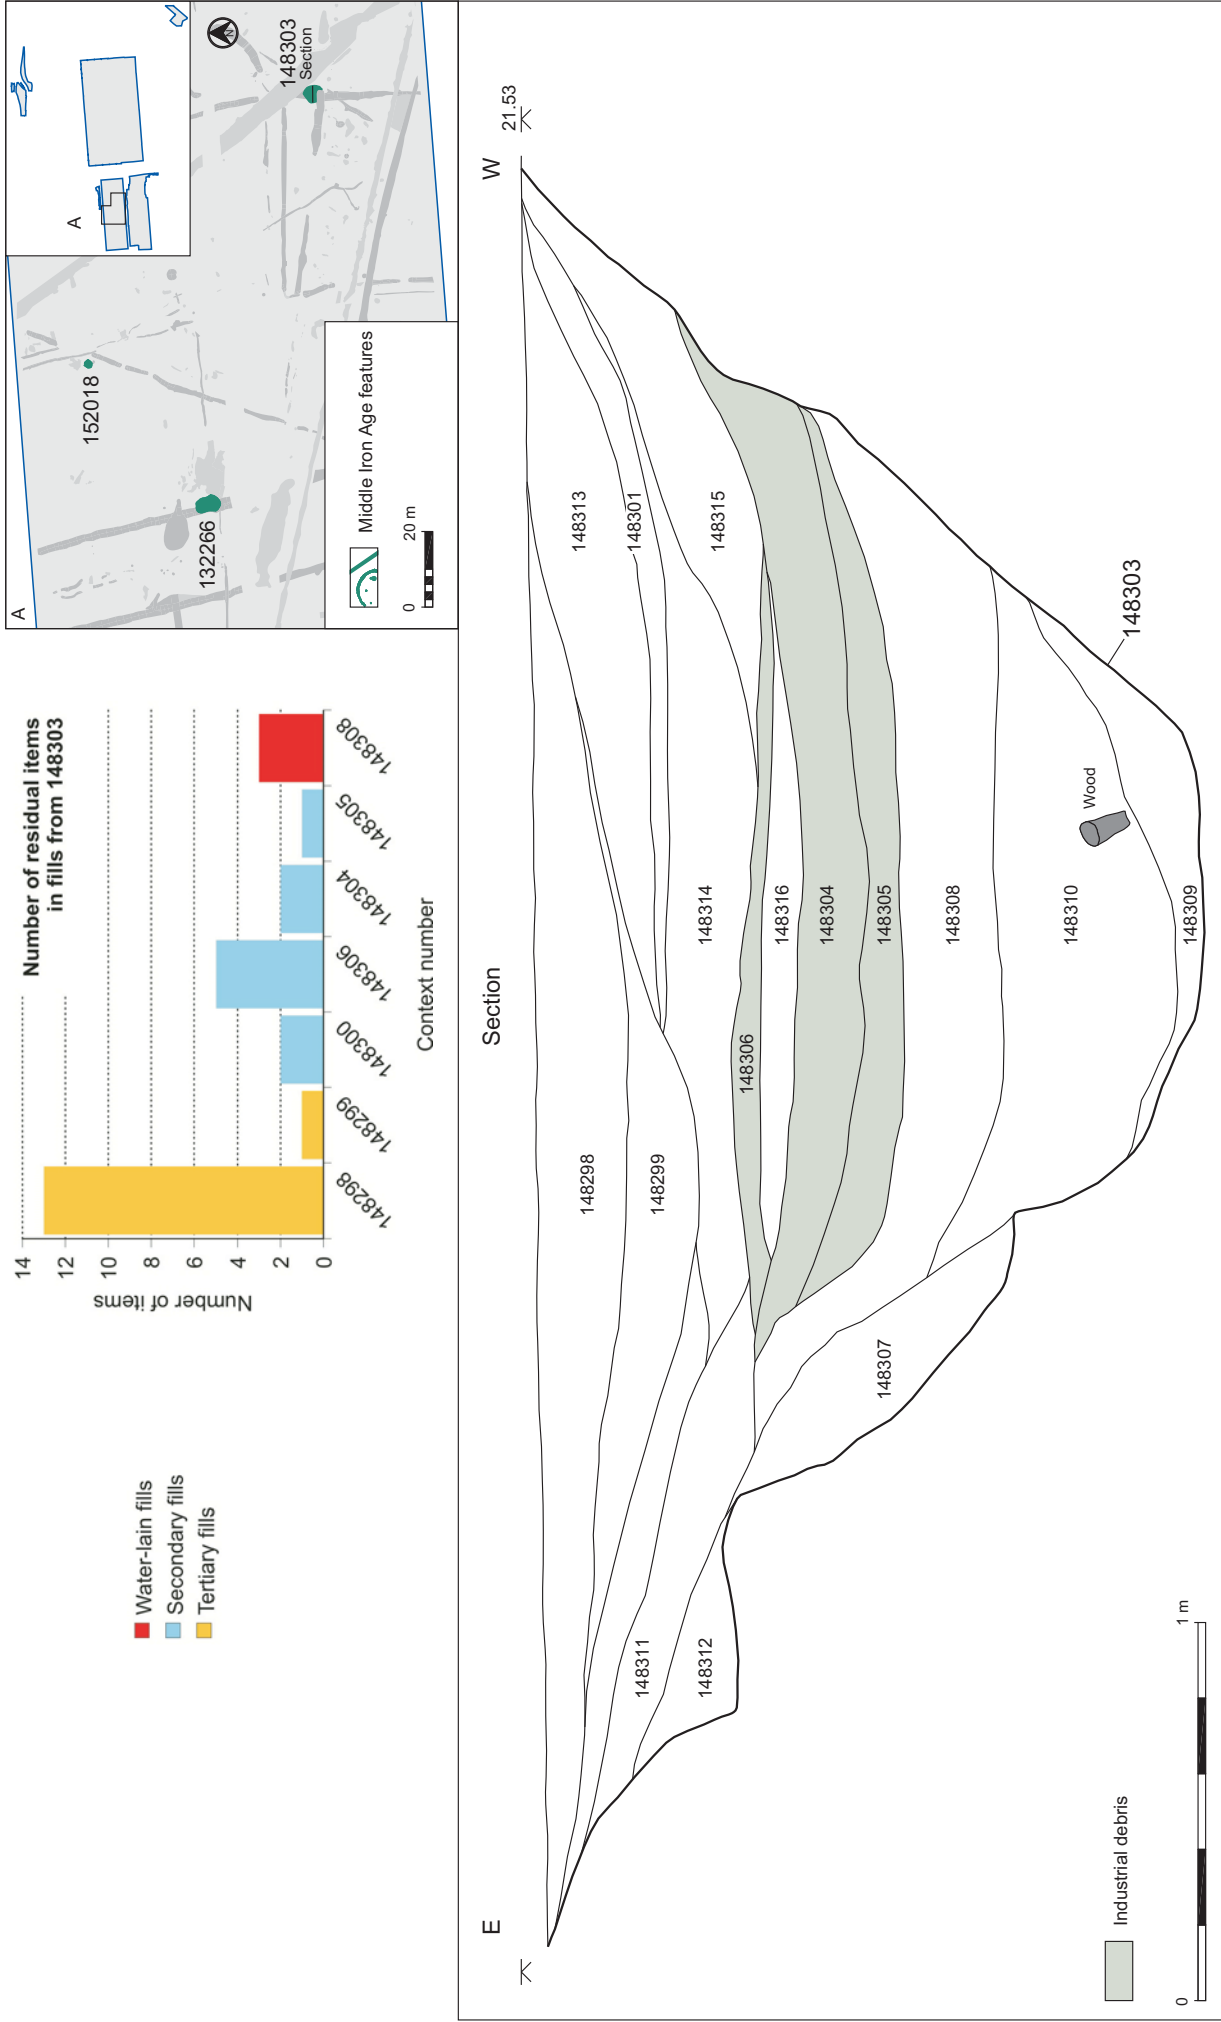 Number of residual items
in fills from 148303
14
12
10
8
6
4
2
0
Number of items
148298
148299
148300
148306
148304
148305
148308
Context number
Water-lain fills
Secondary fills
Tertiary fills
A
A
N
152018
132266
148303
Section
Middle Iron Age features
0
20 m
E
Section
W
21.53
148298
148299
148313
148301
148315
148314
148306
148316
148304
148305
148308
148310
148309
148307
148311
148312
148303
Wood
Industrial debris
0
1 m